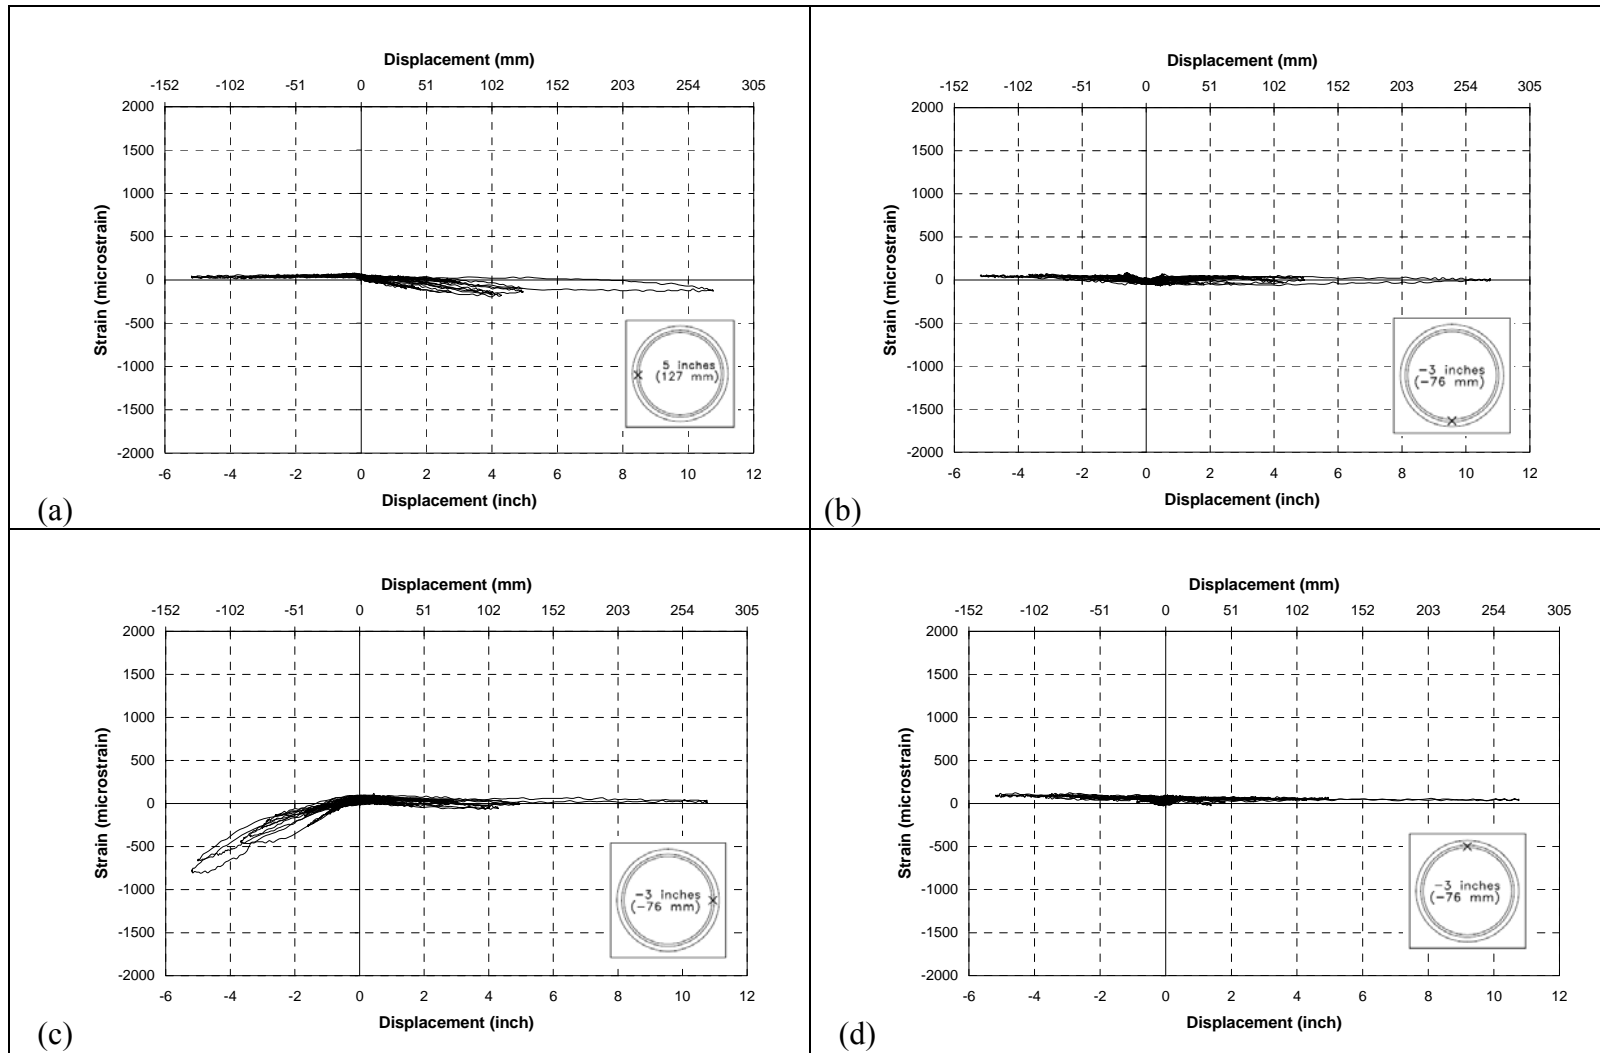 Displacement (mm)
-152 -102 -51 0 51 102 152 203 254 305
2000
1500
1000
500
0
-500
-1000
-1500
-2000
Strain (microstrain)
5 inches
(127 mm)
-6 -4 -2 0 2 4 6 8 10 12
Displacement (inch)
(a)
Displacement (mm)
-152 -102 -51 0 51 102 152 203 254 305
2000
1500
1000
500
0
-500
-1000
-1500
-2000
Strain (microstrain)
-3 inches
(-76 mm)
-6 -4 -2 0 2 4 6 8 10 12
Displacement (inch)
(b)
Displacement (mm)
-152 -102 -51 0 51 102 152 203 254 305
2000
1500
1000
500
0
-500
-1000
-1500
-2000
Strain (microstrain)
-3 inches
(-76 mm)
-6 -4 -2 0 2 4 6 8 10 12
Displacement (inch)
(c)
Displacement (mm)
-152 -102 -51 0 51 102 152 203 254 305
2000
1500
1000
500
0
-500
-1000
-1500
-2000
Strain (microstrain)
-3 inches
(-76 mm)
-6 -4 -2 0 2 4 6 8 10 12
Displacement (inch)
(d)